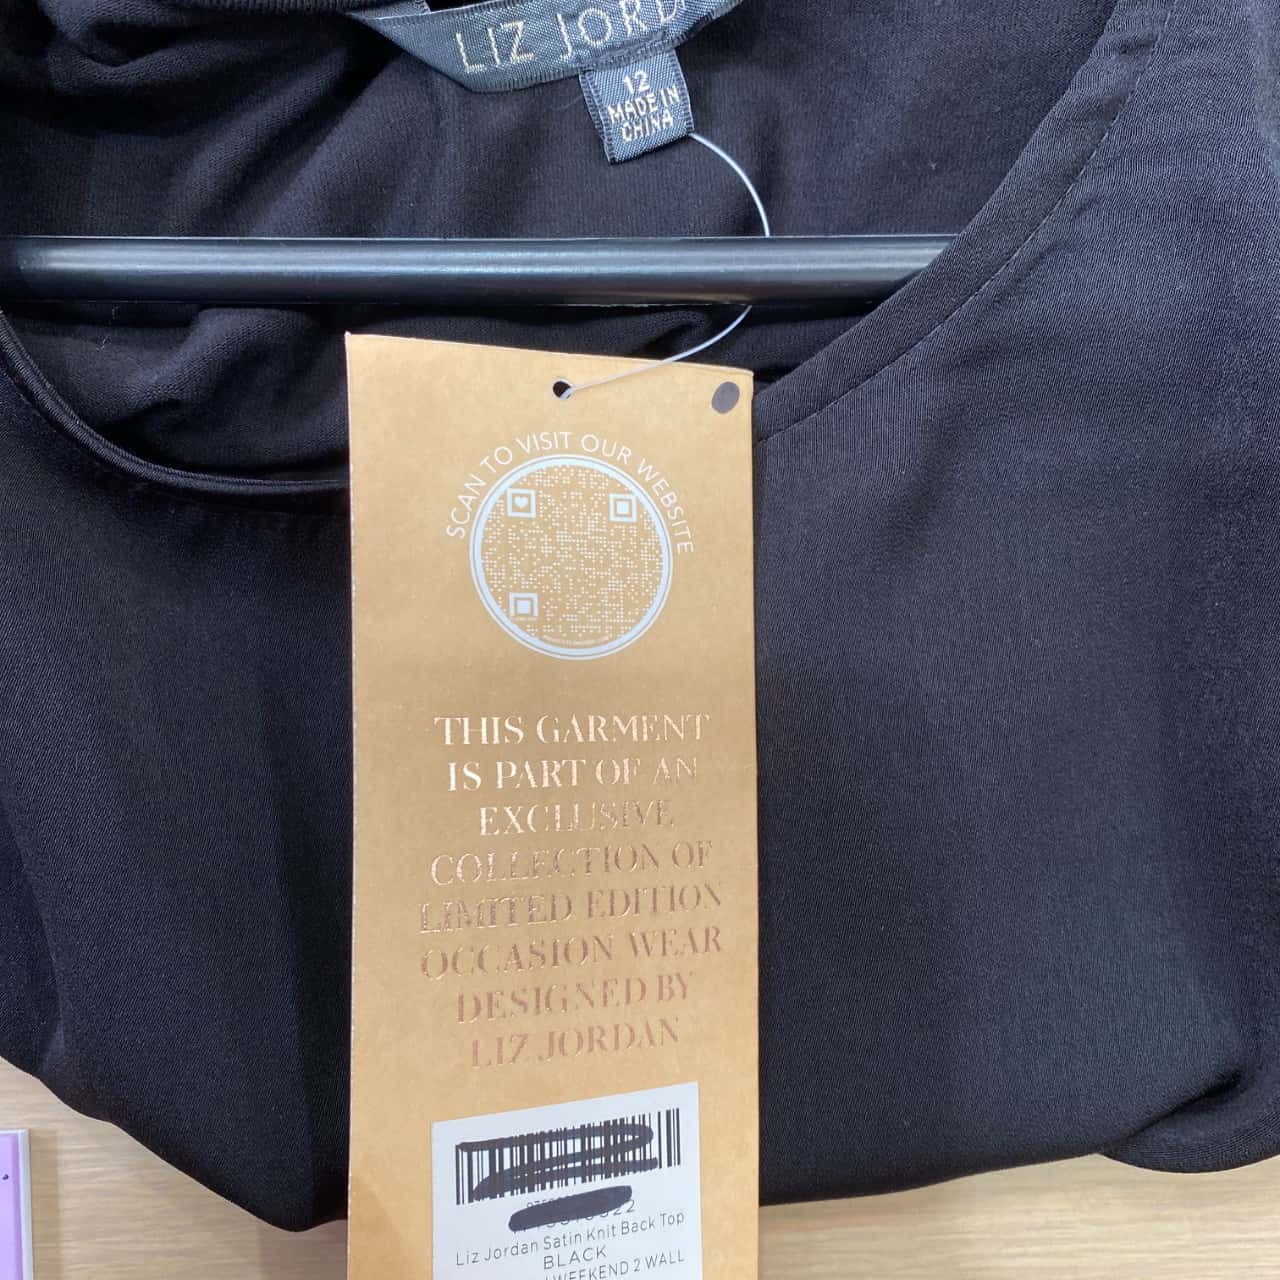 LIZ JORD
12
MADE IN
CHINA
SCAN TO VISIT OUR WEBSITE
THIS GARMENT
IS PART OF AN
EXCLUSIVE
COLLECTION OF
LIMITED EDITION
OCCASION WEAR
DESIGNED BY
LIZ JORDAN
Liz Jordan Satin Knit Back Top
BLACK
WEEKEND 2 WALL